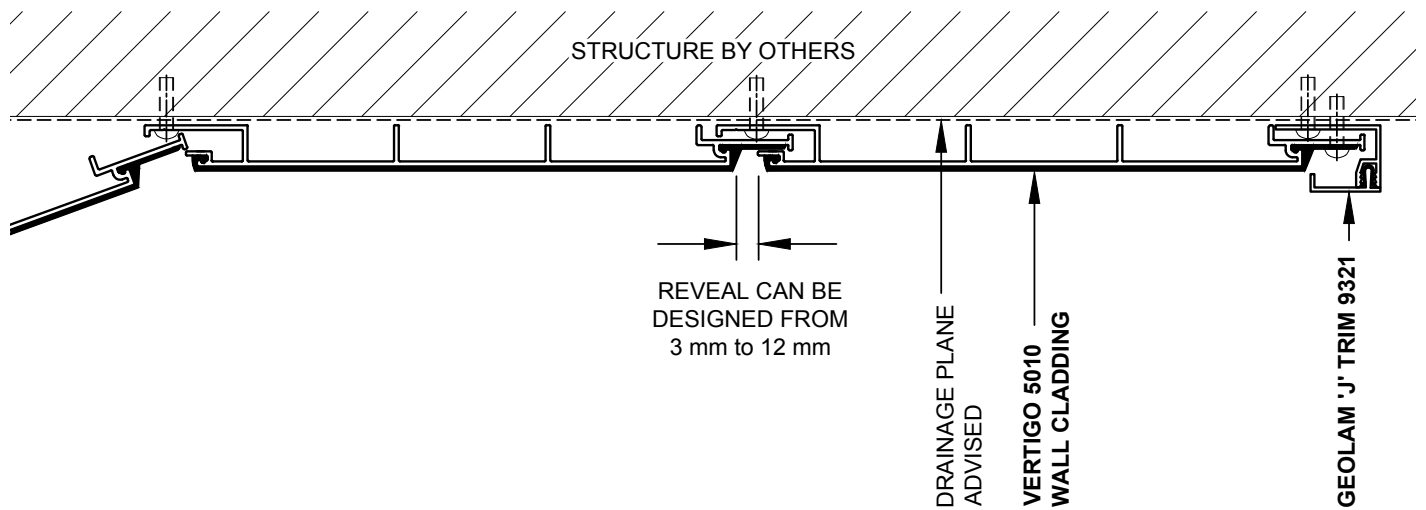 STRUCTURE BY OTHERS
REVEAL CAN BE
DESIGNED FROM
3 mm to 12 mm
DRAINAGE PLANE
ADVISED
VERTIGO 5010
WALL CLADDING
GEOLAM 'J' TRIM 9321